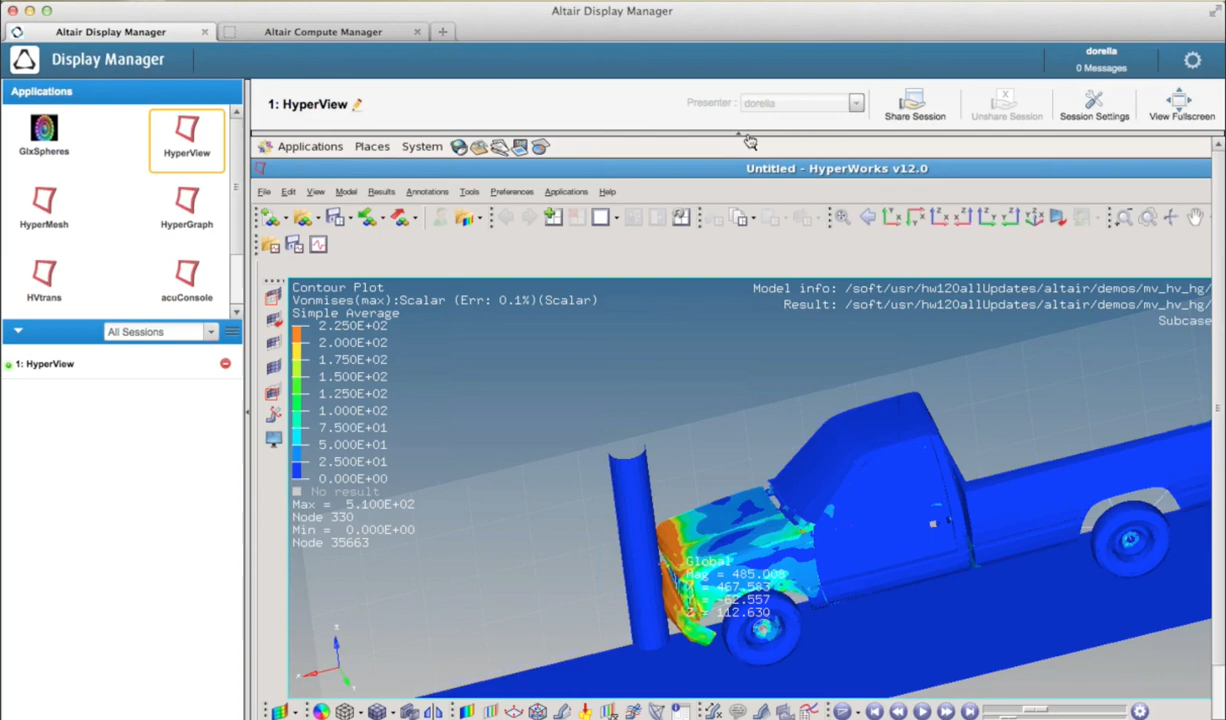 Altair Display Manager
Altair Display Manager
Altair Compute Manager
Display Manager
dorella
0 Messages
Applications
GlxSpheres
HyperView
HyperMesh
HyperGraph
HVtrans
acuConsole
All Sessions
1: HyperView
1: HyperView
Presenter : dorella
Share Session
Unshare Session
Session Settings
View Fullscreen
Applications Places System
Untitled - HyperWorks v12.0
File Edit View Model Results Annotations Tools Preferences Applications Help
Contour Plot
Vonmises(max):Scalar (Err: 0.1%)(Scalar)
Simple Average
2.250E+02
2.000E+02
1.750E+02
1.500E+02
1.250E+02
1.000E+02
7.500E+01
5.000E+01
2.500E+01
0.000E+00
No result
Max = 5.100E+02
Node 330
Min = 0.000E+00
Node 35663
Model info: /soft/usr/hw120allUpdates/altair/demos/mv_hv_hg/
Result: /soft/usr/hw120allUpdates/altair/demos/mv_hv_hg/
Subcase
Global
Mag = 485.008
X = 467.583
Y = -62.557
Z = 112.630